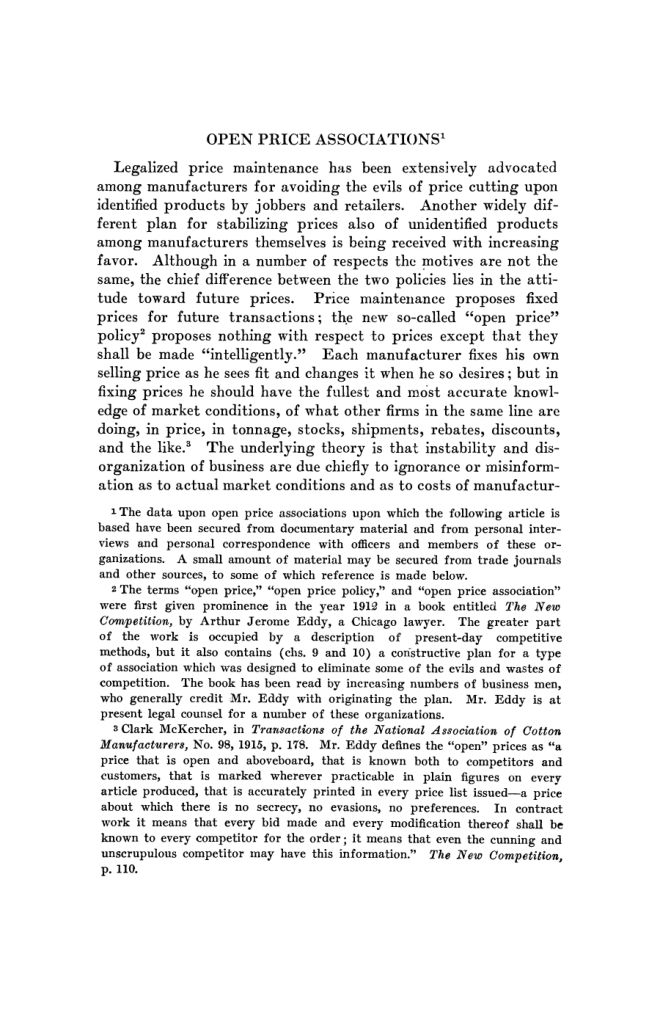 OPEN PRICE ASSOCIATIONS¹
Legalized price maintenance has been extensively advocated
among manufacturers for avoiding the evils of price cutting upon
identified products by jobbers and retailers. Another widely dif-
ferent plan for stabilizing prices also of unidentified products
among manufacturers themselves is being received with increasing
favor. Although in a number of respects the motives are not the
same, the chief difference between the two policies lies in the atti-
tude toward future prices. Price maintenance proposes fixed
prices for future transactions; the new so-called "open price"
policy² proposes nothing with respect to prices except that they
shall be made "intelligently." Each manufacturer fixes his own
selling price as he sees fit and changes it when he so desires; but in
fixing prices he should have the fullest and most accurate knowl-
edge of market conditions, of what other firms in the same line are
doing, in price, in tonnage, stocks, shipments, rebates, discounts,
and the like.³ The underlying theory is that instability and dis-
organization of business are due chiefly to ignorance or misinform-
ation as to actual market conditions and as to costs of manufactur-
¹ The data upon open price associations upon which the following article is
based have been secured from documentary material and from personal inter-
views and personal correspondence with officers and members of these or-
ganizations. A small amount of material may be secured from trade journals
and other sources, to some of which reference is made below.
² The terms "open price," "open price policy," and "open price association"
were first given prominence in the year 1912 in a book entitled The New
Competition, by Arthur Jerome Eddy, a Chicago lawyer. The greater part
of the work is occupied by a description of present-day competitive
methods, but it also contains (chs. 9 and 10) a constructive plan for a type
of association which was designed to eliminate some of the evils and wastes of
competition. The book has been read by increasing numbers of business men,
who generally credit Mr. Eddy with originating the plan. Mr. Eddy is at
present legal counsel for a number of these organizations.
³ Clark McKercher, in Transactions of the National Association of Cotton
Manufacturers, No. 98, 1915, p. 178. Mr. Eddy defines the "open" prices as "a
price that is open and aboveboard, that is known both to competitors and
customers, that is marked wherever practicable in plain figures on every
article produced, that is accurately printed in every price list issued—a price
about which there is no secrecy, no evasions, no preferences. In contract
work it means that every bid made and every modification thereof shall be
known to every competitor for the order; it means that even the cunning and
unscrupulous competitor may have this information." The New Competition,
p. 110.